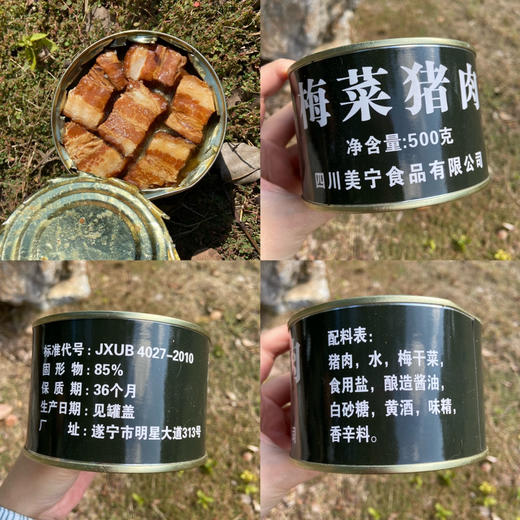 梅菜猪肉
净含量:500克
四川美宁食品有限公司
标准代号:JXUB 4027-2010
固形物:85%
保质期:36个月
生产日期:见罐盖
厂址:遂宁市明星大道313号
配料表:
猪肉,水,梅干菜,
食用盐,酿造酱油,
白砂糖,黄酒,味精,
香辛料。